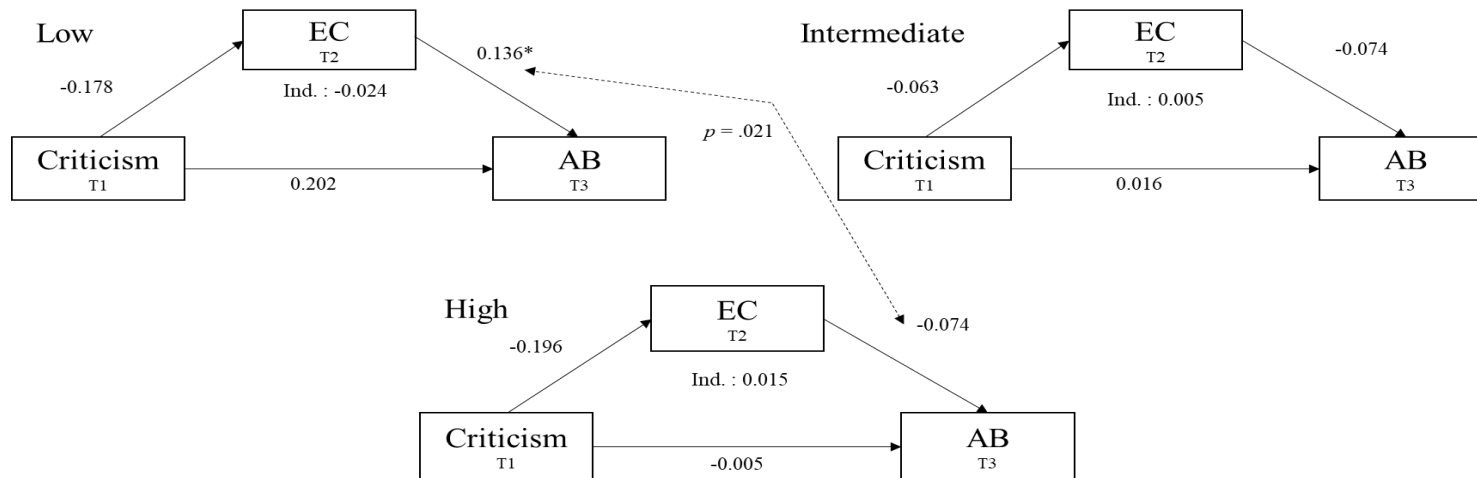 Low
EC
T2
0.136*
-0.178
Ind. : -0.024
Criticism
T1
AB
T3
0.202
Intermediate
EC
T2
-0.074
-0.063
Ind. : 0.005
Criticism
T1
AB
T3
0.016
p = .021
High
EC
T2
-0.074
-0.196
Ind. : 0.015
Criticism
T1
AB
T3
-0.005